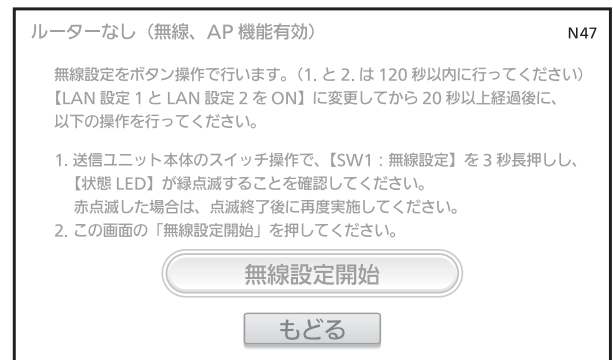 ルーターなし（無線、AP 機能有効）
N47
無線設定をボタン操作で行います。（1. と 2. は 120 秒以内に行ってください）
【LAN 設定 1 と LAN 設定 2 を ON】に変更してから 20 秒以上経過後に、
以下の操作を行ってください。
1. 送信ユニット本体のスイッチ操作で、【SW1：無線設定】を 3 秒長押しし、
【状態 LED】が緑点滅することを確認してください。
赤点滅した場合は、点滅終了後に再度実施してください。
2. この画面の「無線設定開始」を押してください。
無線設定開始
もどる